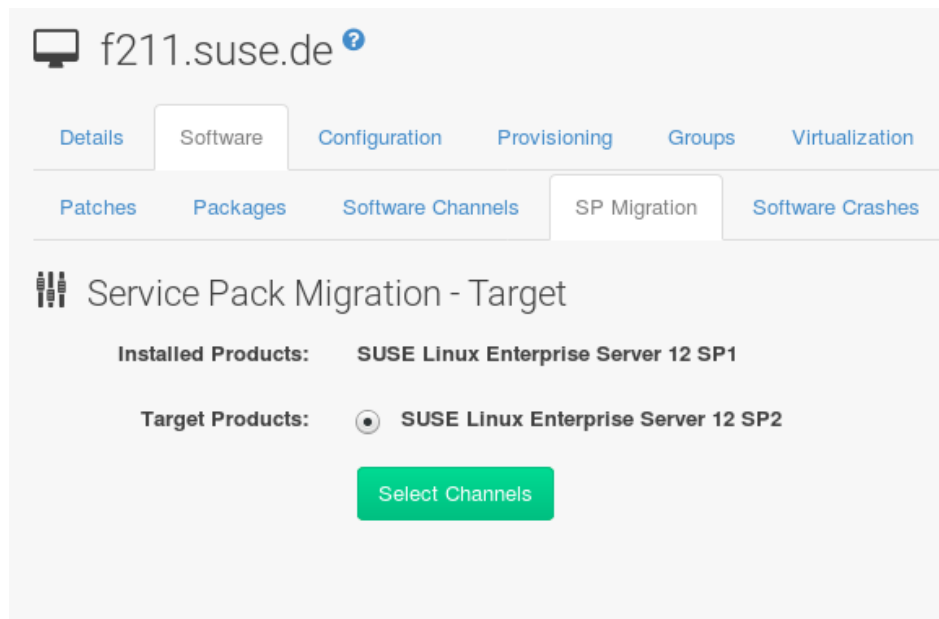 f211.suse.de ?
Details Software Configuration Provisioning Groups Virtualization
Patches Packages Software Channels SP Migration Software Crashes
Service Pack Migration - Target
Installed Products: SUSE Linux Enterprise Server 12 SP1
Target Products: SUSE Linux Enterprise Server 12 SP2
Select Channels